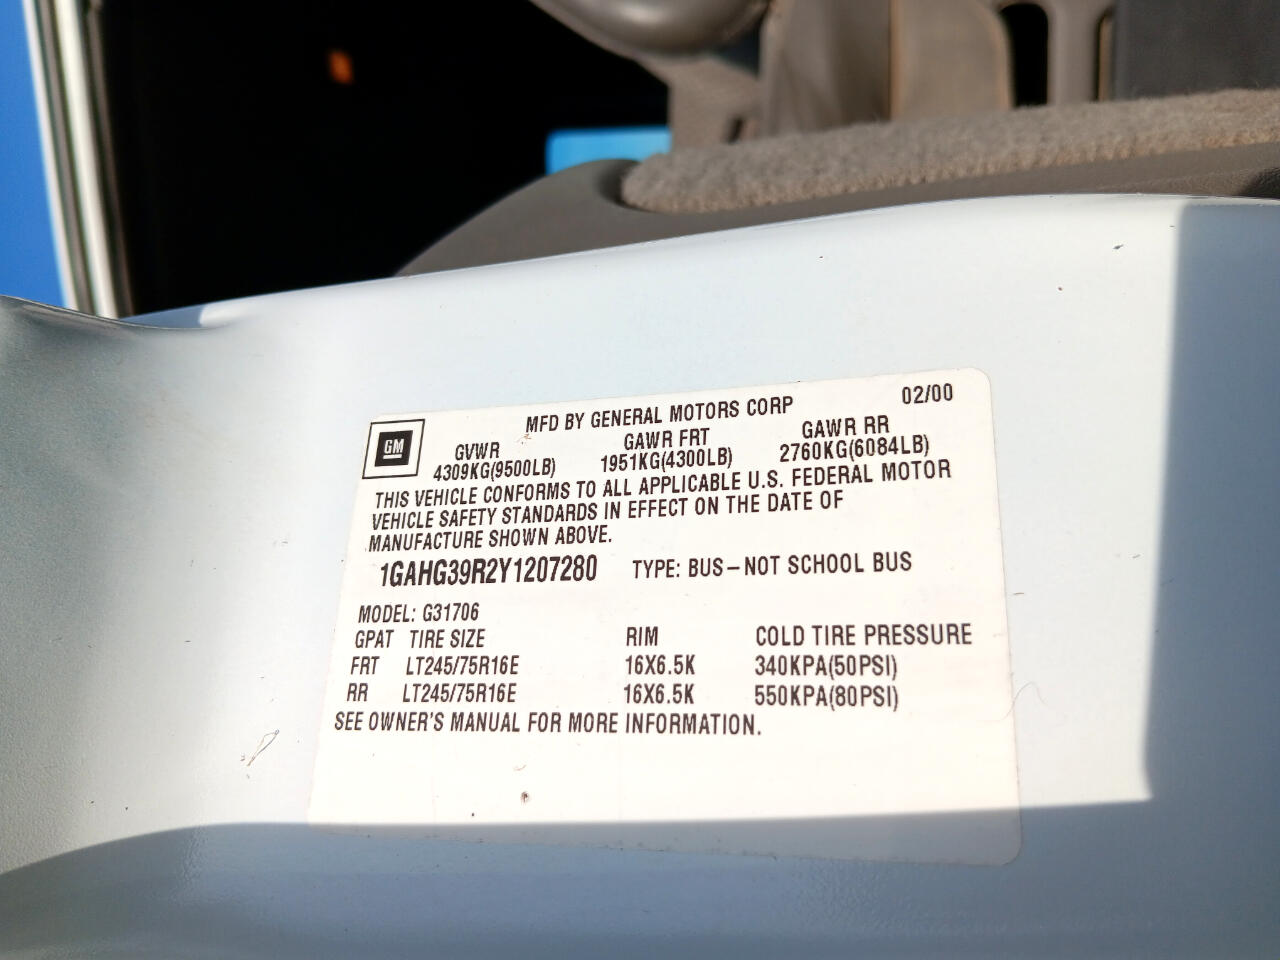 MFD BY GENERAL MOTORS CORP 02/00
GM
GVWR GAWR FRT GAWR RR
4309KG(9500LB) 1951KG(4300LB) 2760KG(6084LB)
THIS VEHICLE CONFORMS TO ALL APPLICABLE U.S. FEDERAL MOTOR
VEHICLE SAFETY STANDARDS IN EFFECT ON THE DATE OF
MANUFACTURE SHOWN ABOVE.
1GAHG39R2Y1207280 TYPE: BUS-NOT SCHOOL BUS
MODEL: G31706
GPAT TIRE SIZE RIM COLD TIRE PRESSURE
FRT LT245/75R16E 16X6.5K 340KPA(50PSI)
RR LT245/75R16E 16X6.5K 550KPA(80PSI)
SEE OWNER'S MANUAL FOR MORE INFORMATION.